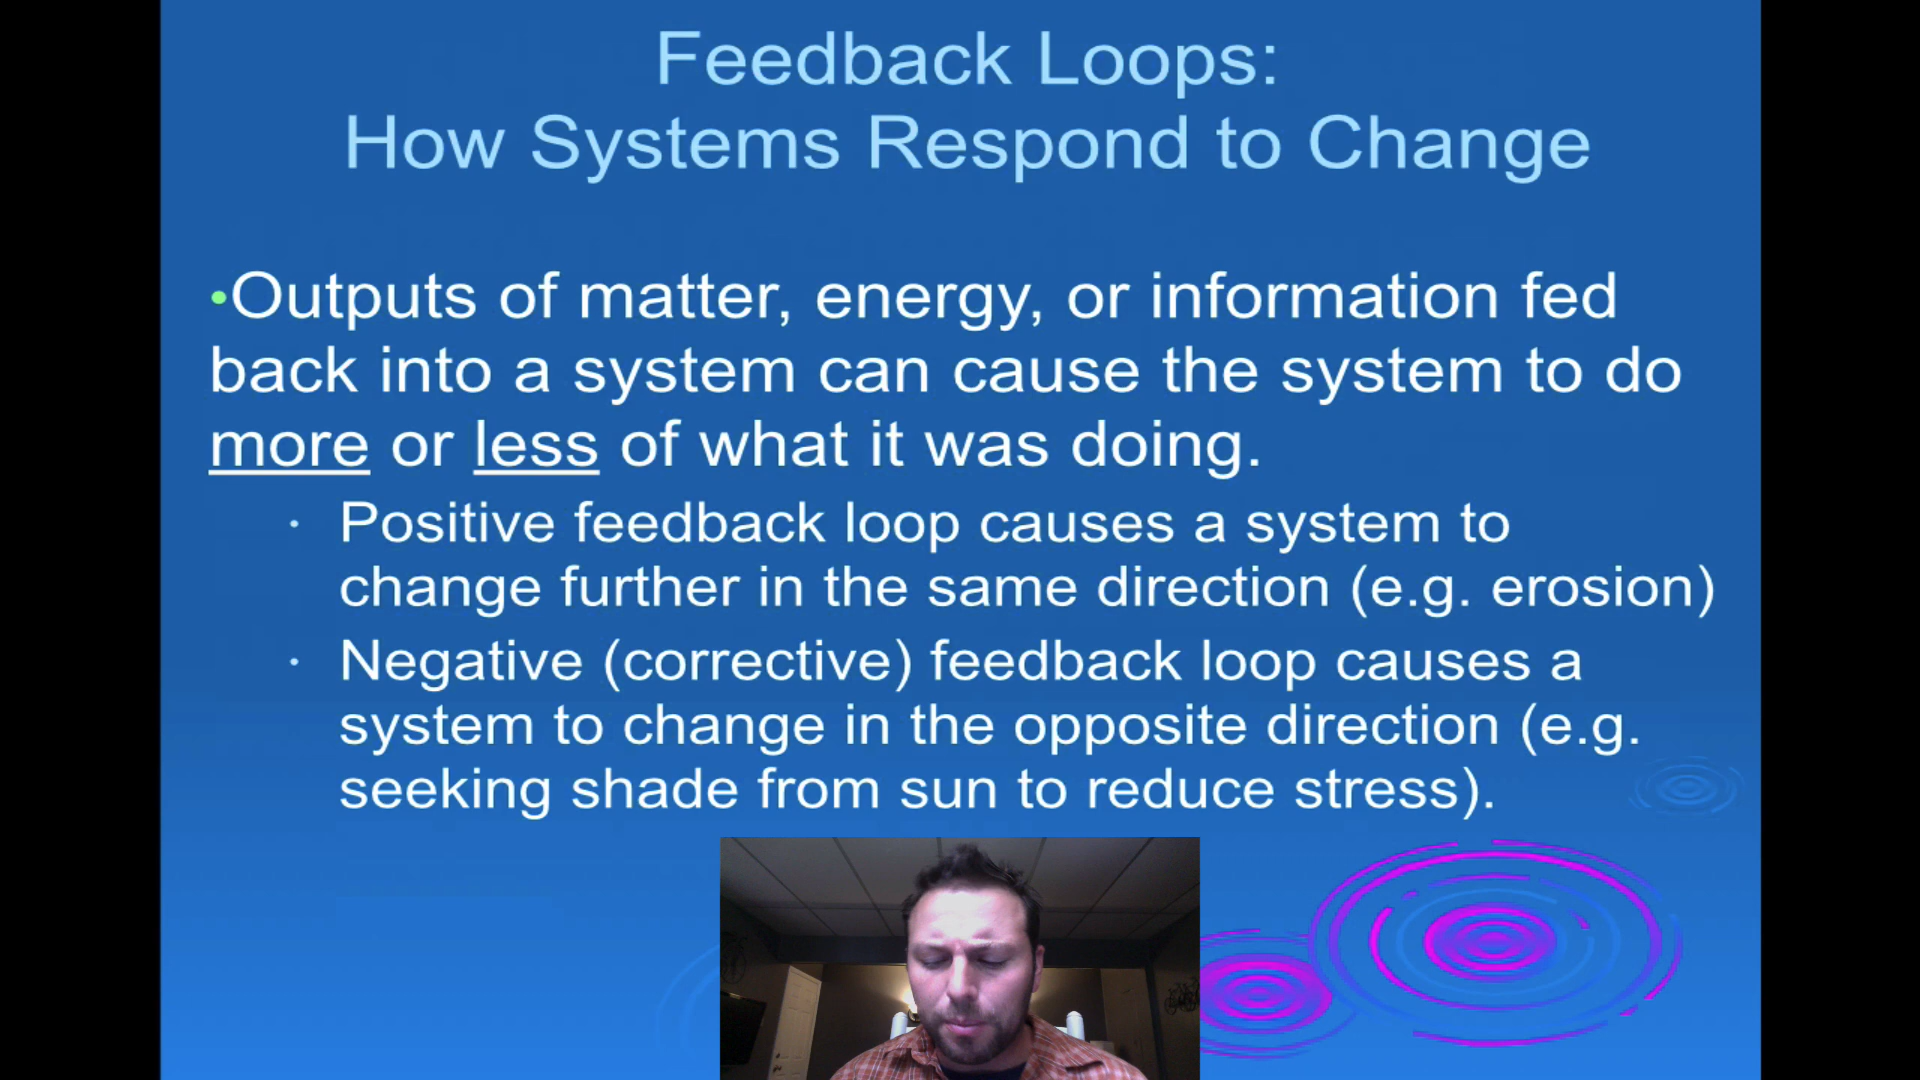 Feedback Loops:
How Systems Respond to Change
•Outputs of matter, energy, or information fed
back into a system can cause the system to do
more or less of what it was doing.
· Positive feedback loop causes a system to
change further in the same direction (e.g. erosion)
· Negative (corrective) feedback loop causes a
system to change in the opposite direction (e.g.
seeking shade from sun to reduce stress).